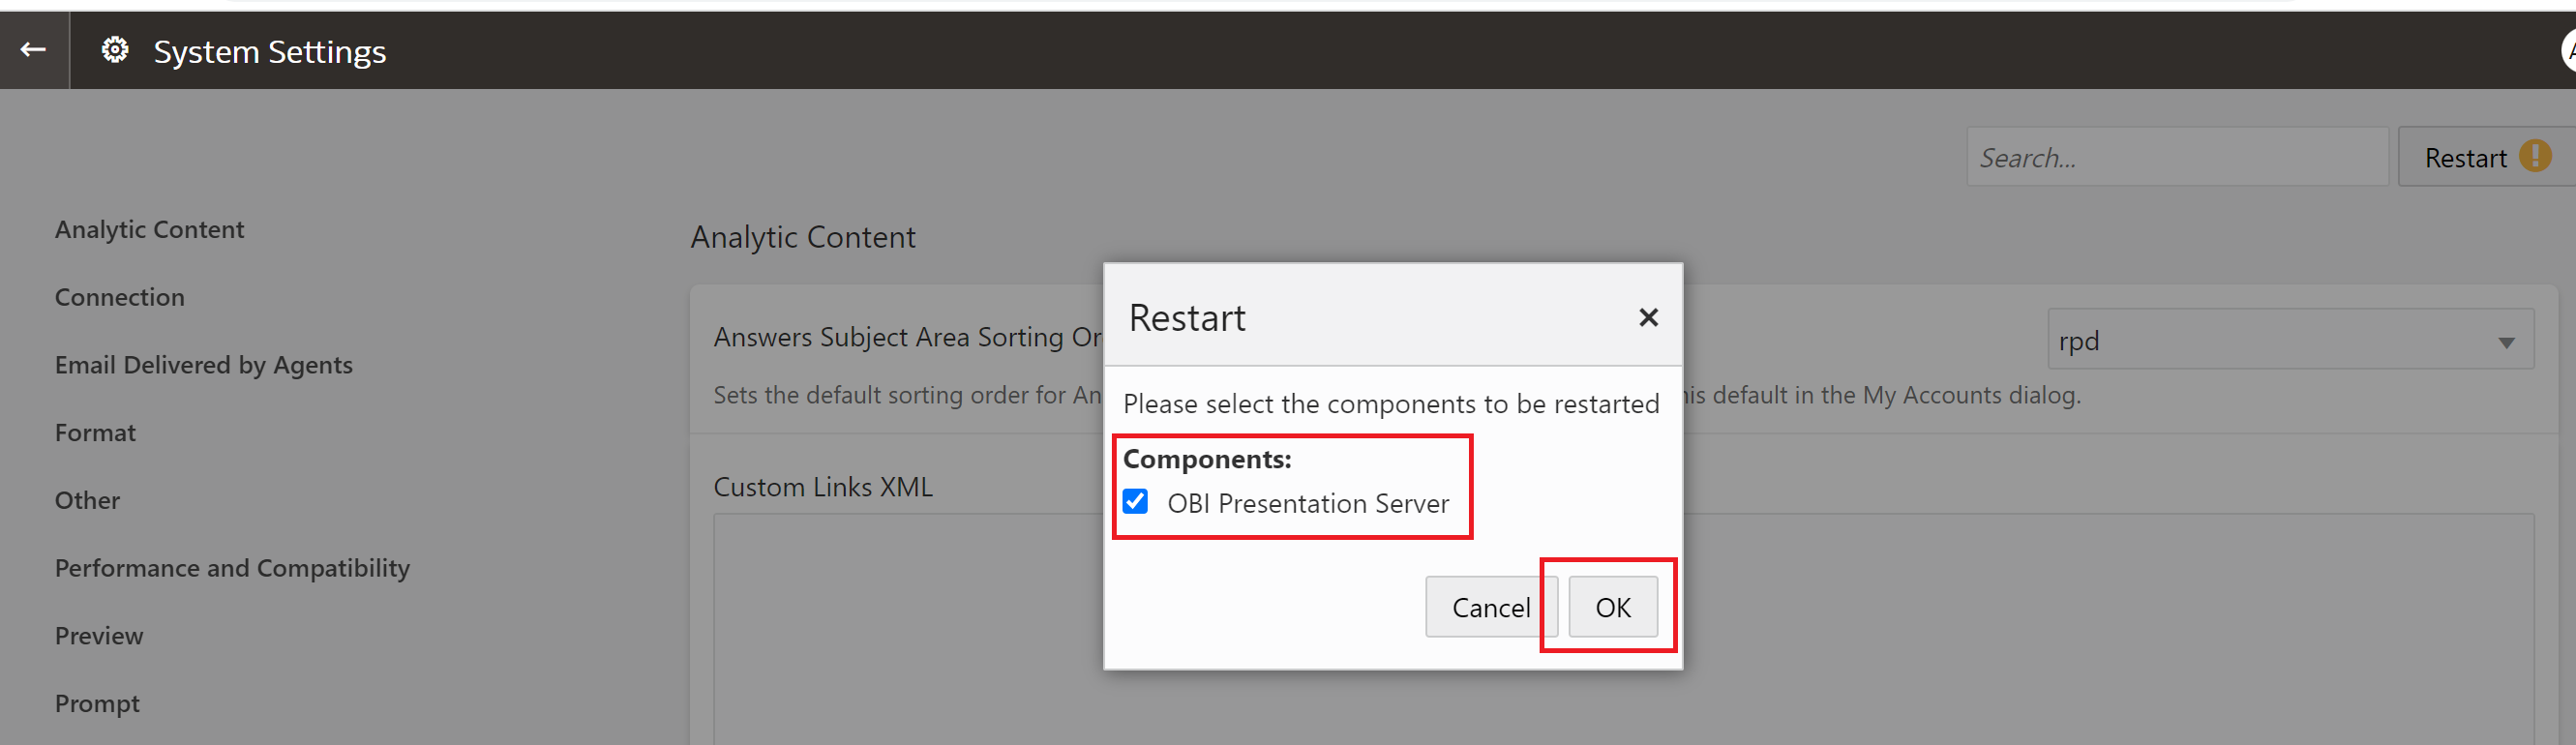 System Settings
A
Search...
Restart
Analytic Content
Connection
Email Delivered by Agents
Format
Other
Performance and Compatibility
Preview
Prompt
Analytic Content
Answers Subject Area Sorting Or
rpd
Sets the default sorting order for An
his default in the My Accounts dialog.
Custom Links XML
Restart
Please select the components to be restarted
Components:
OBI Presentation Server
Cancel
OK